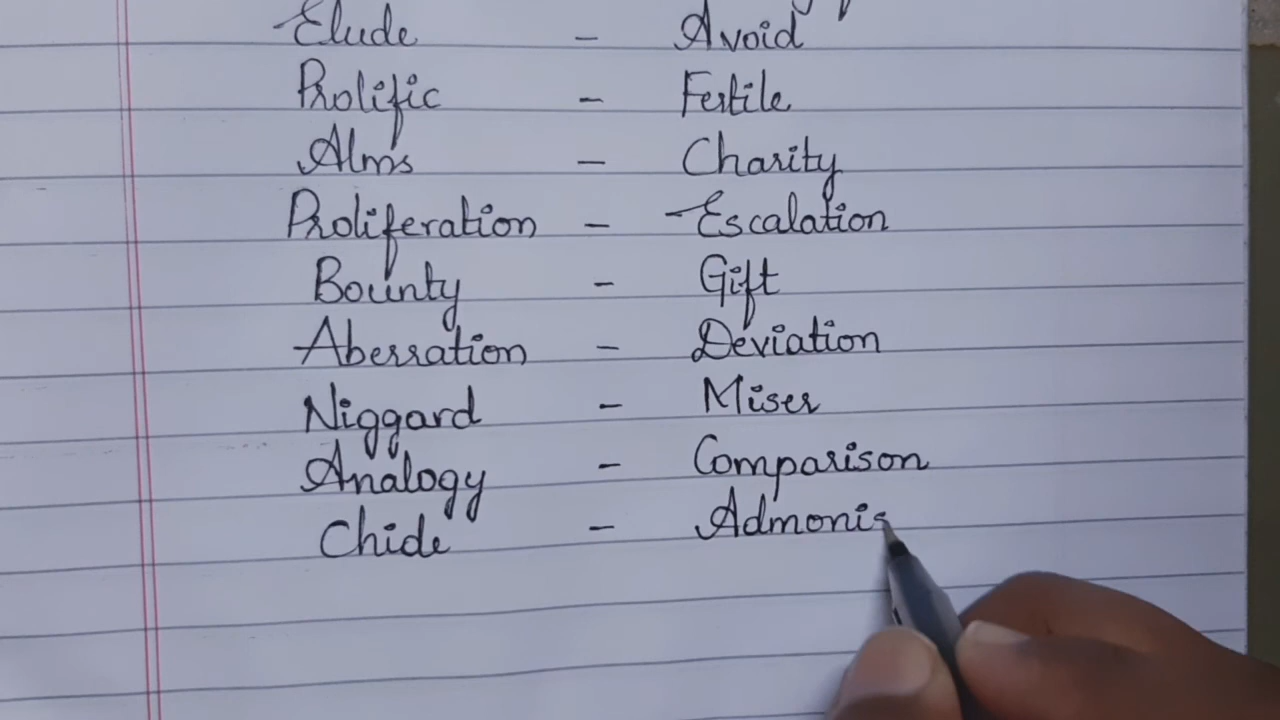 Elude - Avoid
Prolific - Fertile
Alms - Charity
Proliferation - Escalation
Bounty - Gift
Aberration - Deviation
Niggard - Miser
Analogy - Comparison
Chide - Admonis